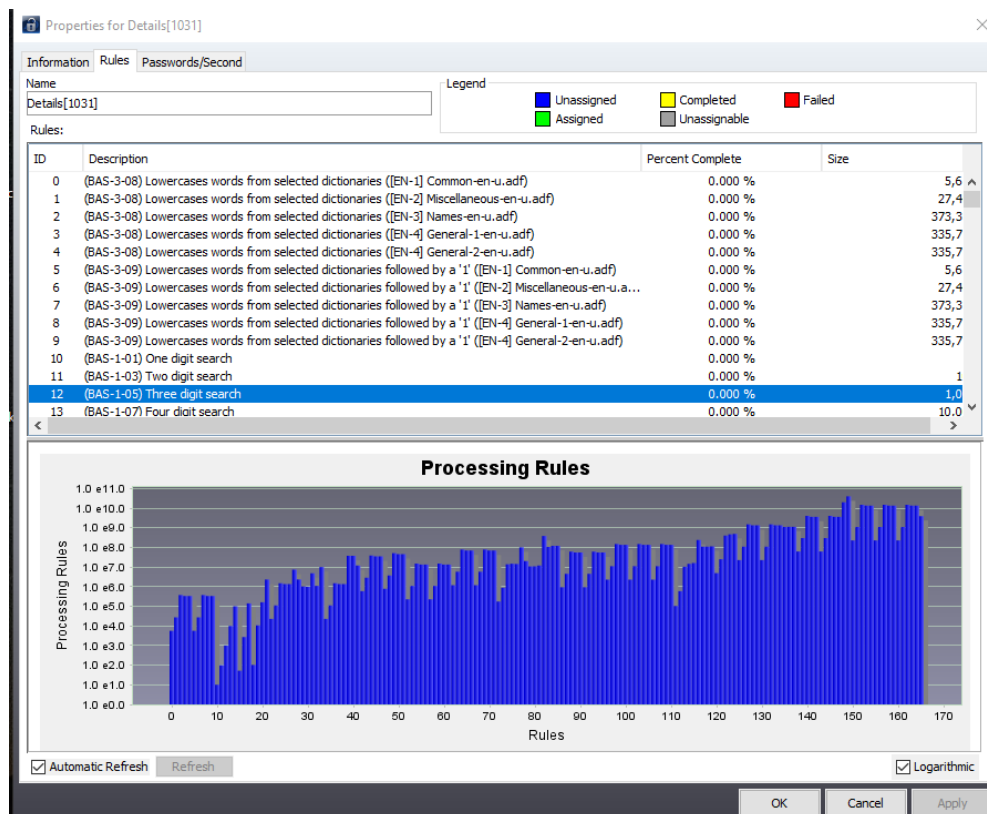 Properties for Details[1031]
Information Rules Passwords/Second
Name
Details[1031]
Legend
Unassigned Completed Failed
Assigned Unassignable
Rules:
ID Description Percent Complete Size
0 (BAS-3-08) Lowercases words from selected dictionaries ([EN-1] Common-en-u.adf) 0.000 % 5,6
1 (BAS-3-08) Lowercases words from selected dictionaries ([EN-2] Miscellaneous-en-u.adf) 0.000 % 27,4
2 (BAS-3-08) Lowercases words from selected dictionaries ([EN-3] Names-en-u.adf) 0.000 % 373,3
3 (BAS-3-08) Lowercases words from selected dictionaries ([EN-4] General-1-en-u.adf) 0.000 % 335,7
4 (BAS-3-08) Lowercases words from selected dictionaries ([EN-4] General-2-en-u.adf) 0.000 % 335,7
5 (BAS-3-09) Lowercases words from selected dictionaries followed by a '1' ([EN-1] Common-en-u.adf) 0.000 % 5,6
6 (BAS-3-09) Lowercases words from selected dictionaries followed by a '1' ([EN-2] Miscellaneous-en-u.a... 0.000 % 27,4
7 (BAS-3-09) Lowercases words from selected dictionaries followed by a '1' ([EN-3] Names-en-u.adf) 0.000 % 373,3
8 (BAS-3-09) Lowercases words from selected dictionaries followed by a '1' ([EN-4] General-1-en-u.adf) 0.000 % 335,7
9 (BAS-3-09) Lowercases words from selected dictionaries followed by a '1' ([EN-4] General-2-en-u.adf) 0.000 % 335,7
10 (BAS-1-01) One digit search 0.000 %
11 (BAS-1-03) Two digit search 0.000 % 1
12 (BAS-1-05) Three digit search 0.000 % 1,0
13 (BAS-1-07) Four digit search 0.000 % 10.0
Processing Rules
1.0 e11.0
1.0 e10.0
1.0 e9.0
1.0 e8.0
1.0 e7.0
1.0 e6.0
1.0 e5.0
1.0 e4.0
1.0 e3.0
1.0 e2.0
1.0 e1.0
1.0 e0.0
Processing Rules
0 10 20 30 40 50 60 70 80 90 100 110 120 130 140 150 160 170
Rules
Automatic Refresh Refresh Logarithmic
OK Cancel Apply